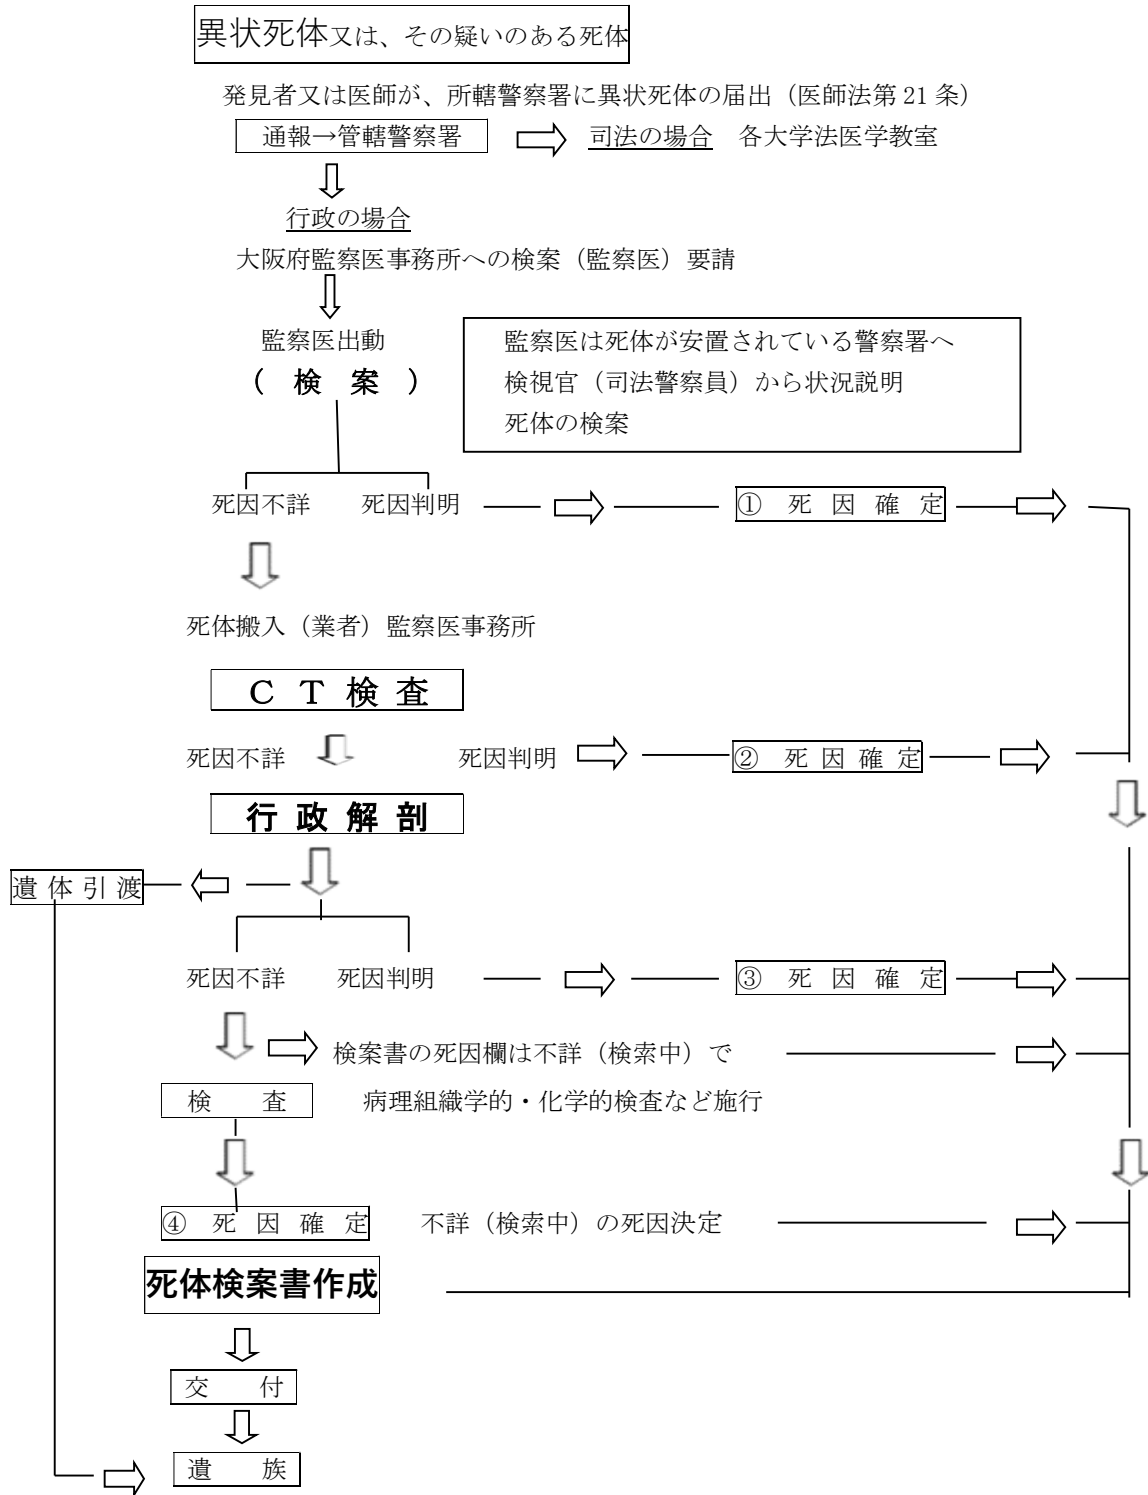 異状死体又は、その疑いのある死体
発見者又は医師が、所轄警察署に異状死体の届出（医師法第21条）
通報→管轄警察署　司法の場合　各大学法医学教室
行政の場合
大阪府監察医事務所への検案（監察医）要請
監察医出動
（　検　案　）
監察医は死体が安置されている警察署へ
検視官（司法警察員）から状況説明
死体の検案
死因不詳　死因判明　①　死因確定
死体搬入（業者）監察医事務所
ＣＴ検査
死因不詳　死因判明　②　死因確定
行政解剖
遺体引渡
死因不詳　死因判明　③　死因確定
検案書の死因欄は不詳（検索中）で
検　査　病理組織学的・化学的検査など施行
④　死因確定　不詳（検索中）の死因決定
死体検案書作成
交　付
遺　族